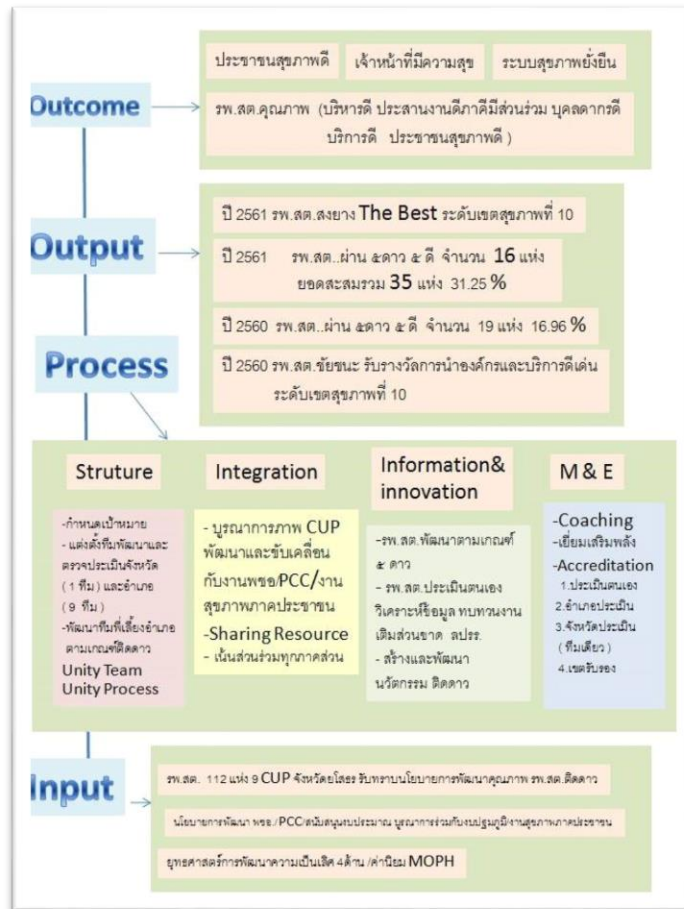 Outcome
ประชาชนสุขภาพดี
เจ้าหน้าที่มีความสุข
ระบบสุขภาพยั่งยืน
รพ.สต.คุณภาพ (บริหารดี ประสานงานดีภาคีมีส่วนร่วม บุคลดากรดี
บริการดี ประชาชนสุขภาพดี )
Output
ปี 2561 รพ.สต.สงยาง The Best ระดับเขตสุขภาพที่ 10
ปี 2561 รพ.สต..ผ่าน ๕ดาว ๕ ดี จำนวน 16 แห่ง
ยอดสะสมรวม 35 แห่ง 31.25 %
ปี 2560 รพ.สต..ผ่าน ๕ดาว ๕ ดี จำนวน 19 แห่ง 16.96 %
ปี 2560 รพ.สต.ชัยชนะ รับรางวัลการนำองค์กรและบริการดีเด่น
ระดับเขตสุขภาพที่ 10
Process
Struture
-กำหนดเป้าหมาย
- แต่งตั้งทีมพัฒนาและ
ตรวจประเมินจังหวัด
( 1 ทีม ) และอำเภอ
(9 ทีม )
-พัฒนาทีมพี่เลี้ยงอำเภอ
ตามเกณฑ์ติดดาว
Unity Team
Unity Process
Integration
- บูรณาการภาพ CUP
พัฒนาและขับเคลื่อน
กับงานพชอ/PCC/งาน
สุขภาพภาคประชาชน
-Sharing Resource
- เน้นส่วนร่วมทุกภาคส่วน
Information&
innovation
-รพ.สต.พัฒนาตามเกณฑ์
๕ ดาว
- รพ.สต.ประเมินตนเอง
วิเคราะห์ข้อมูล ทบทวนงาน
เติมส่วนขาด ลปรร.
- สร้างและพัฒนา
นวัตกรรม ติดดาว
M & E
-Coaching
-เยี่ยมเสริมพลัง
-Accreditation
1.ประเมินตนเอง
2.อำเภอประเมิน
3.จังหวัดประเมิน
( ทีมเดียว )
4.เขตรับรอง
Input
รพ.สต. 112 แห่ง 9 CUP จังหวัดยโสธร รับทราบนโยบายการพัฒนาคุณภาพ รพ.สต.ติดดาว
นโยบายการพัฒนา พชอ./PCC/สนับสนุนงบประมาณ บูรณาการร่วมกับงบปฐมภูมิ/งานสุขภาพภาคประชาชน
ยุทธศาสตร์การพัฒนาความเป็นเลิศ 4ด้าน /ค่านิยม MOPH